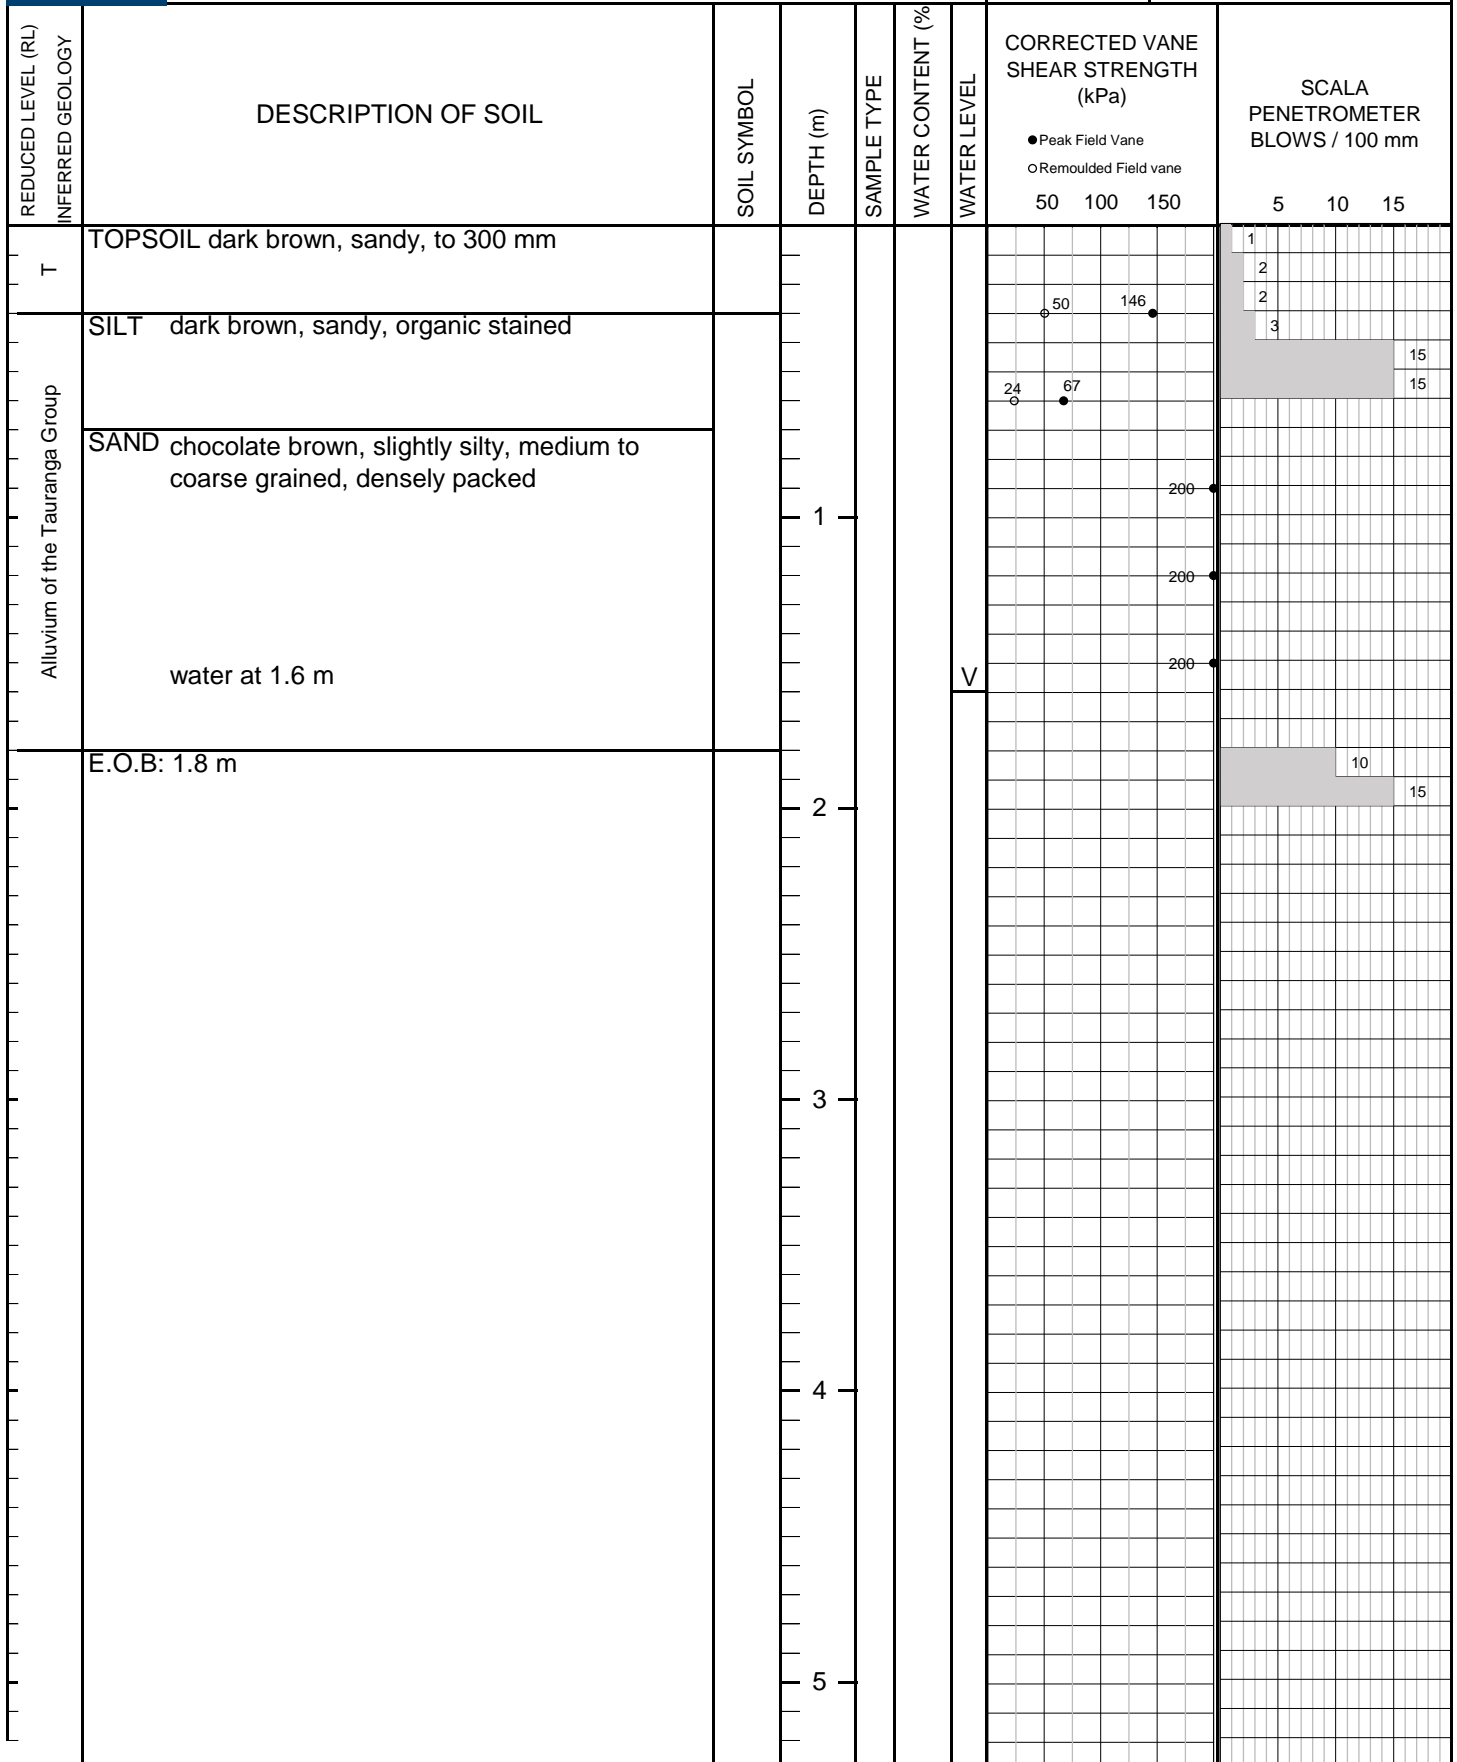 REDUCED LEVEL (RL)
INFERRED GEOLOGY
DESCRIPTION OF SOIL
SOIL SYMBOL
DEPTH (m)
SAMPLE TYPE
WATER CONTENT (%
WATER LEVEL
CORRECTED VANE
SHEAR STRENGTH
(kPa)
Peak Field Vane
Remoulded Field vane
50 100 150
SCALA
PENETROMETER
BLOWS / 100 mm
5 10 15
T
TOPSOIL dark brown, sandy, to 300 mm
1
2
2
50 146
SILT dark brown, sandy, organic stained
3
15
15
24 67
Alluvium of the Tauranga Group
SAND chocolate brown, slightly silty, medium to
coarse grained, densely packed
200
1
200
200
water at 1.6 m
V
E.O.B: 1.8 m
10
15
2
3
4
5